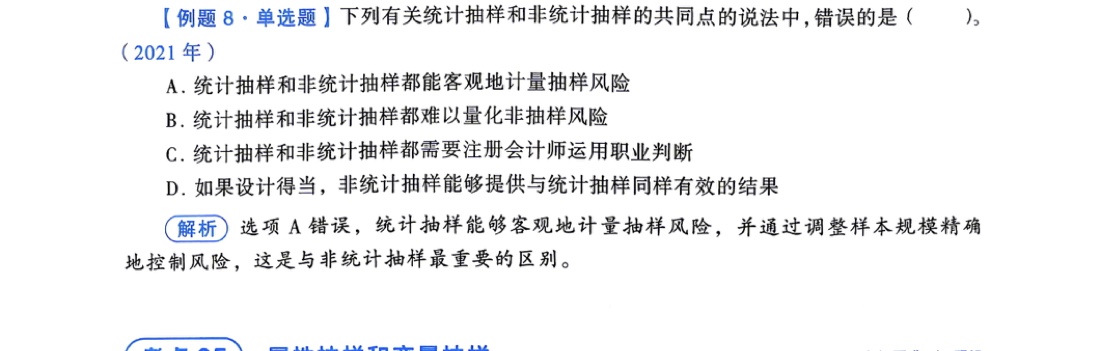 【例题 8·单选题】下列有关统计抽样和非统计抽样的共同点的说法中,错误的是（　　）。
（2021 年）
A. 统计抽样和非统计抽样都能客观地计量抽样风险
B. 统计抽样和非统计抽样都难以量化非抽样风险
C. 统计抽样和非统计抽样都需要注册会计师运用职业判断
D. 如果设计得当，非统计抽样能够提供与统计抽样同样有效的结果
解析 选项 A 错误，统计抽样能够客观地计量抽样风险，并通过调整样本规模精确
地控制风险，这是与非统计抽样最重要的区别。